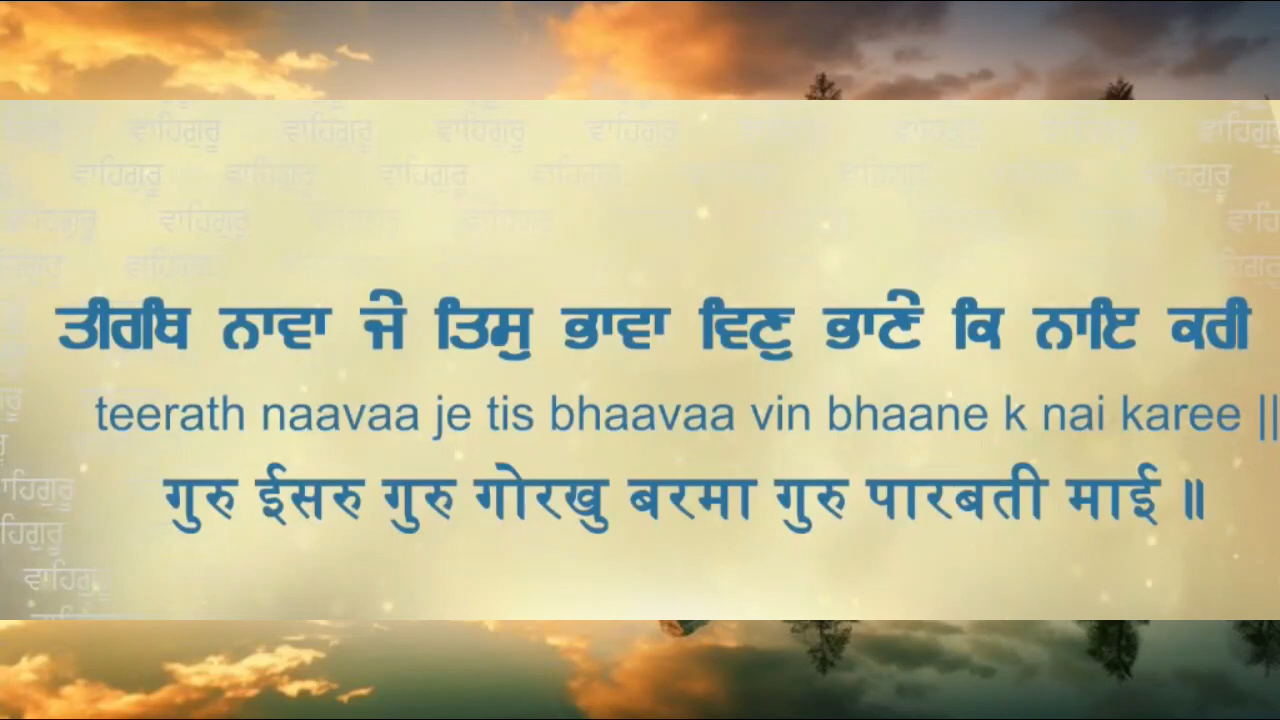 ਵਾਹਿਗੁਰੂ ਵਾਹਿਗੁਰੂ ਵਾਹਿਗੁਰੂ ਵਾਹਿਗੁਰੂ ਵਾਹਿਗੁਰੂ ਵਾਹਿਗੁਰੂ ਵਾਹਿਗੁਰੂ
ਵਾਹਿਗੁਰੂ ਵਾਹਿਗੁਰੂ ਵਾਹਿਗੁਰੂ ਵਾਹਿਗੁਰੂ ਵਾਹਿਗੁਰੂ ਵਾਹਿਗੁਰੂ
ਵਾਹਿਗੁਰੂ ਵਾਹਿਗੁਰੂ ਵਾਹਿਗੁਰੂ
ਤੀਰਥਿ ਨਾਵਾ ਜੇ ਤਿਸੁ ਭਾਵਾ ਵਿਣੁ ਭਾਣੇ ਕਿ ਨਾਇ ਕਰੀ
teerath naavaa je tis bhaavaa vin bhaane k nai karee ||
गुरु ईसरु गुरु गोरखु बरमा गुरु पारबती माई ॥
ਵਾਹਿਗੁਰੂ